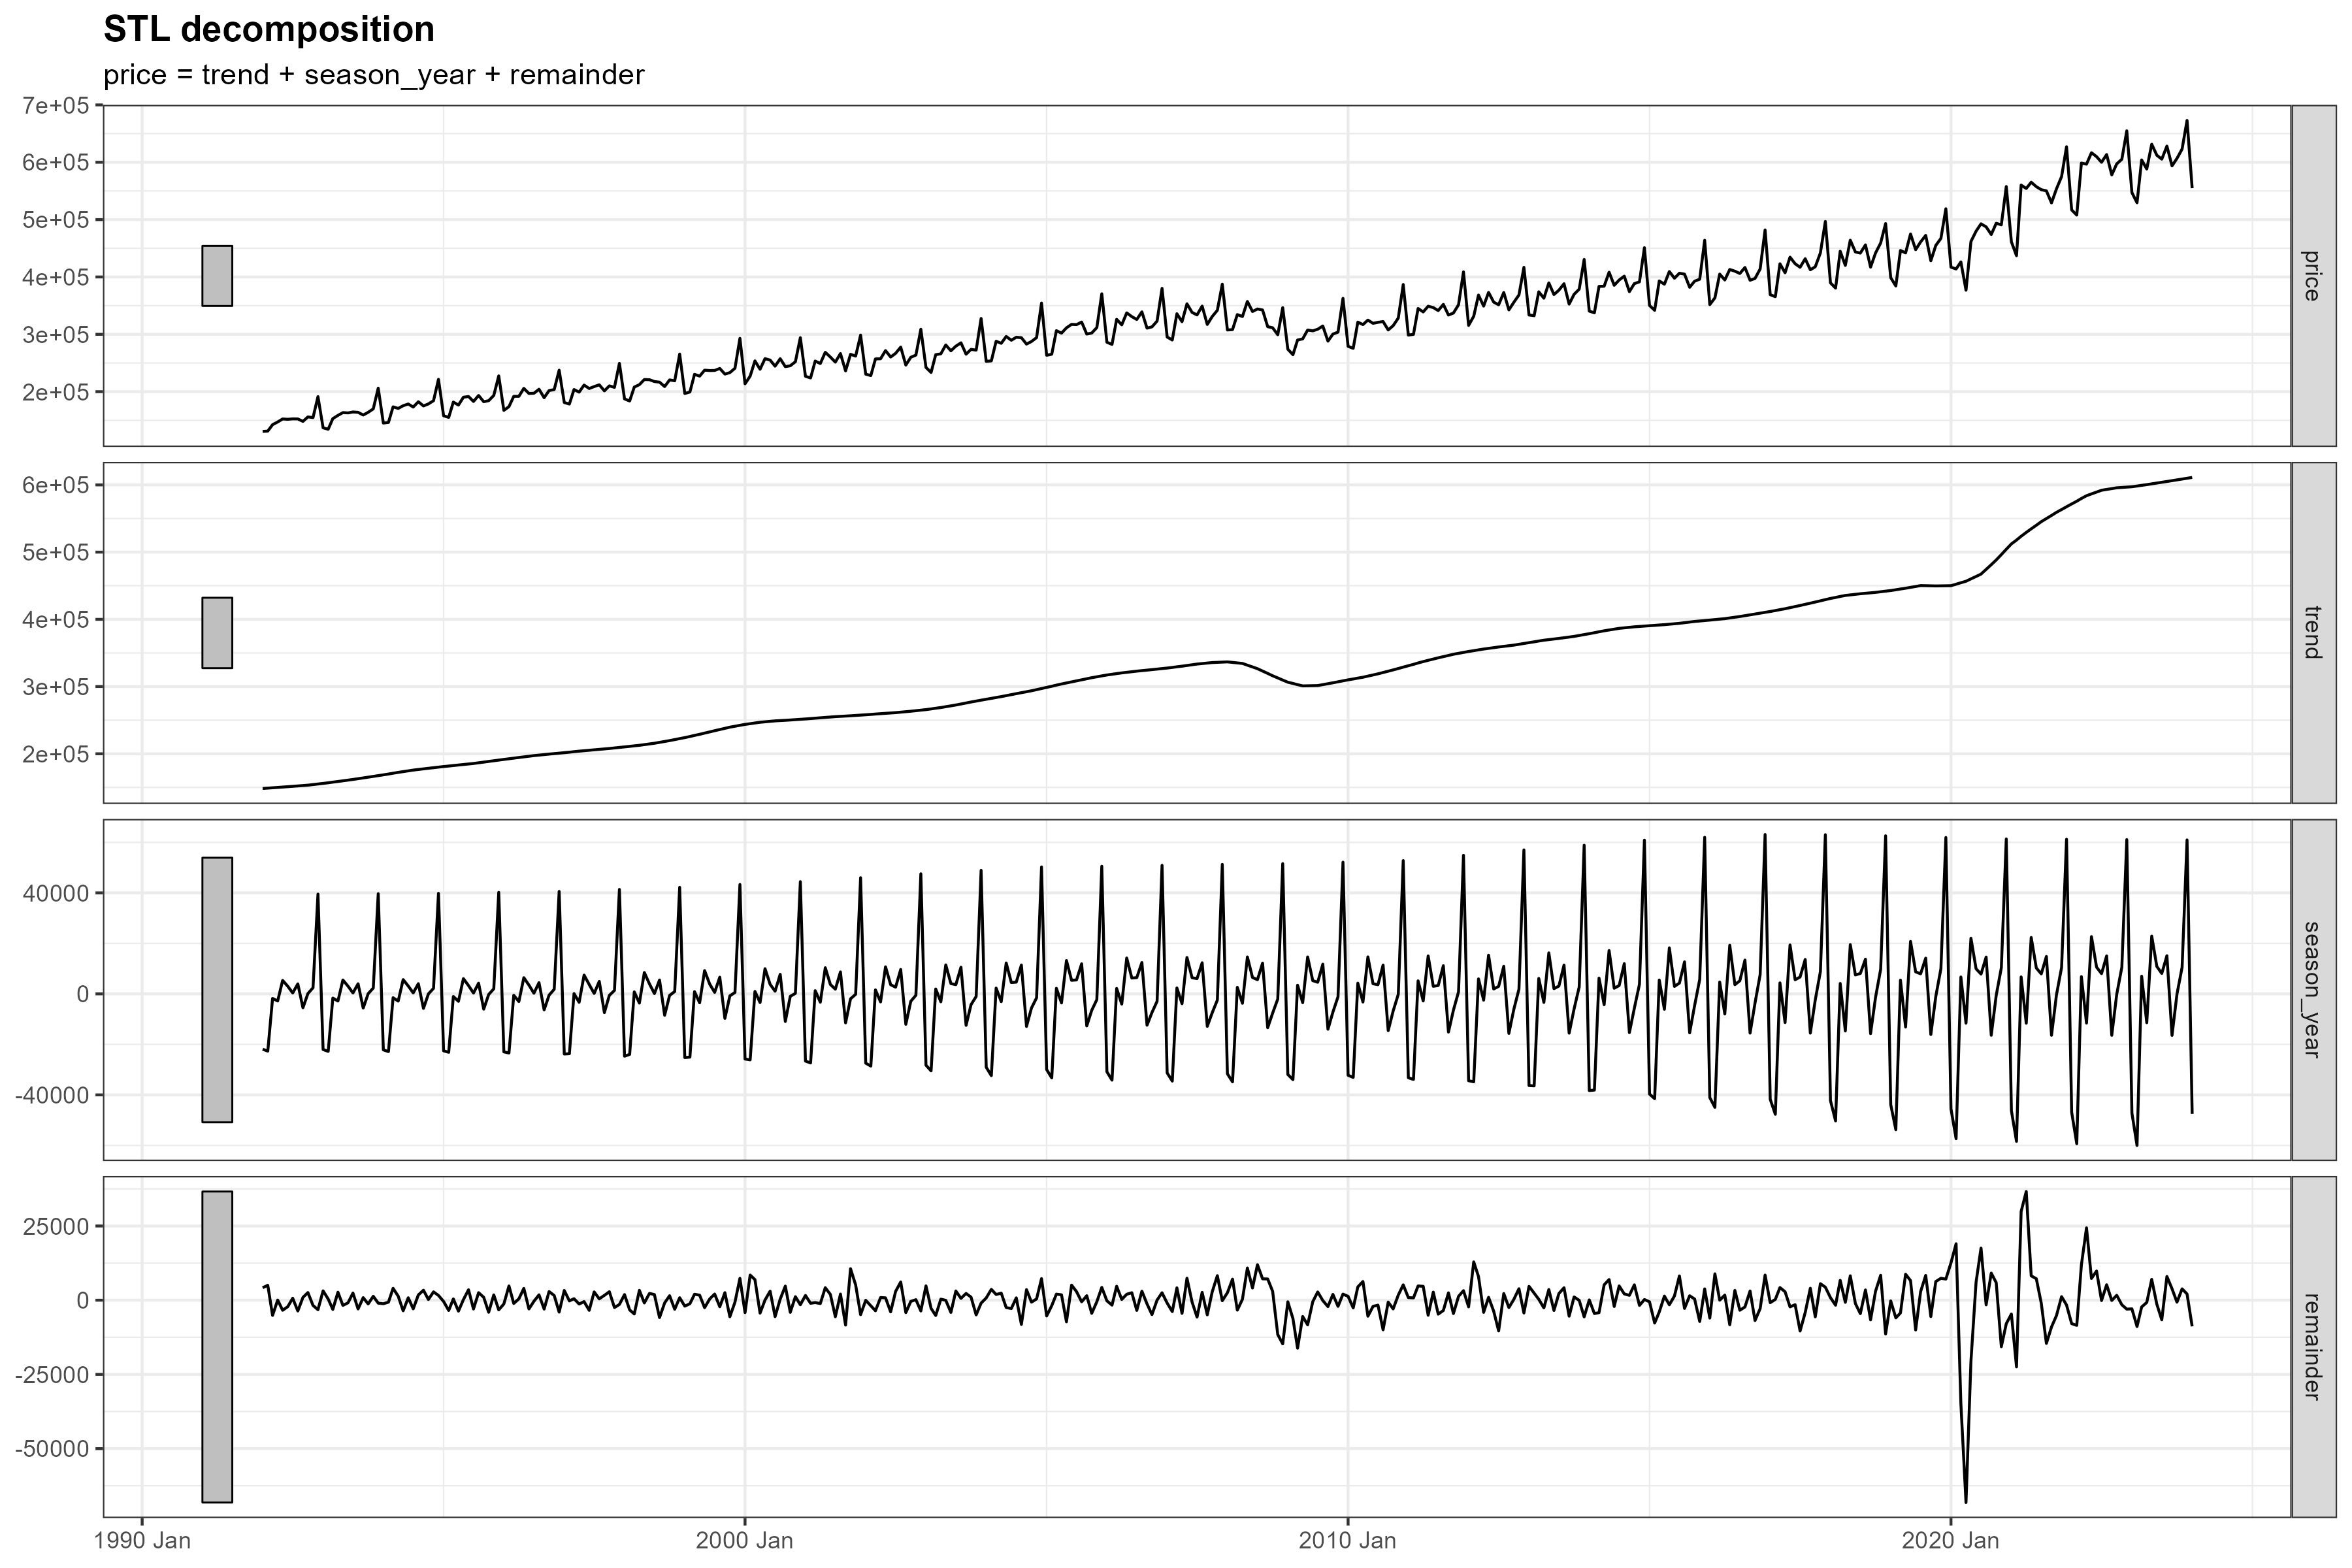 STL decomposition
price = trend + season_year + remainder
7e+05
6e+05
5e+05
4e+05
3e+05
2e+05
price
6e+05
5e+05
4e+05
3e+05
2e+05
trend
40000
0
-40000
season_year
25000
0
-25000
-50000
remainder
1990 Jan
2000 Jan
2010 Jan
2020 Jan